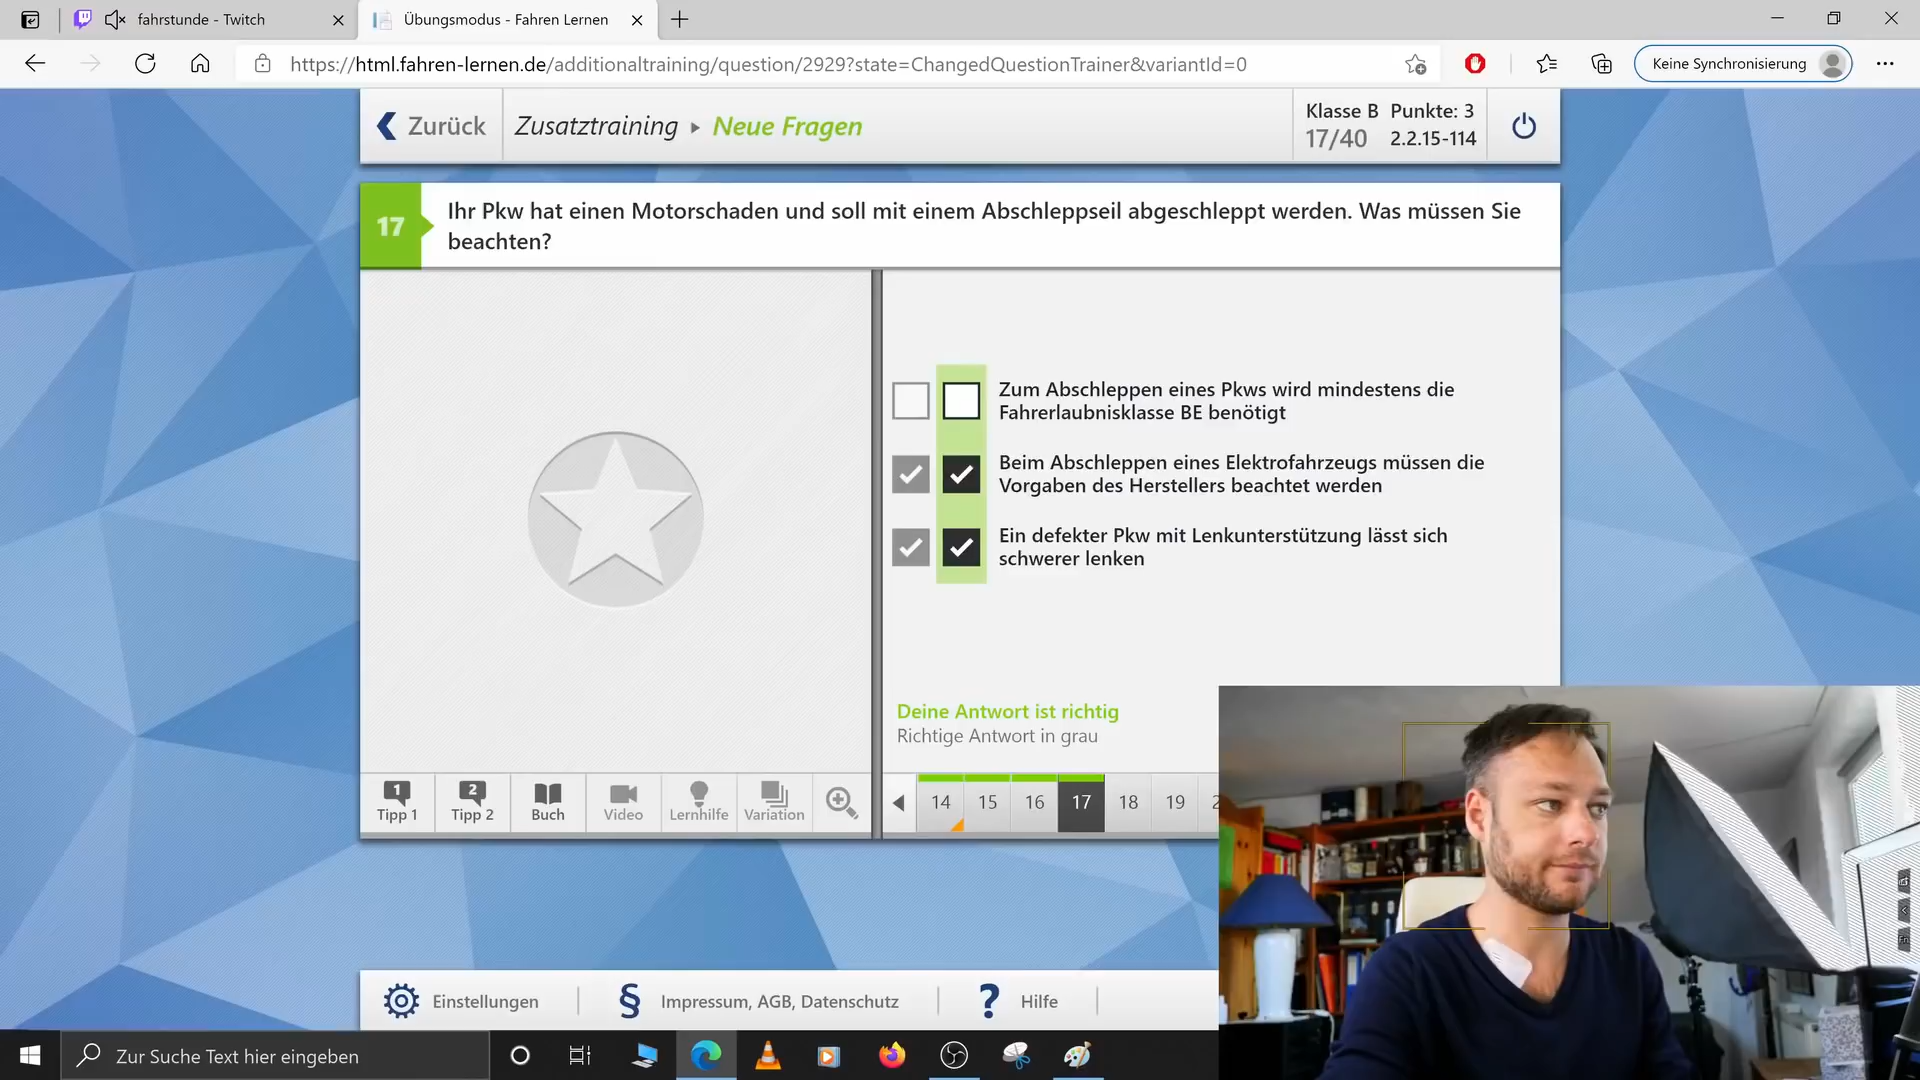 fahrstunde - Twitch
Übungsmodus - Fahren Lernen
https://html.fahren-lernen.de/additionaltraining/question/2929?state=ChangedQuestionTrainer&variantId=0
Keine Synchronisierung
Zurück
Zusatztraining ▸ Neue Fragen
Klasse B Punkte: 3
17/40 2.2.15-114
17
Ihr Pkw hat einen Motorschaden und soll mit einem Abschleppseil abgeschleppt werden. Was müssen Sie
beachten?
Zum Abschleppen eines Pkws wird mindestens die
Fahrerlaubnisklasse BE benötigt
Beim Abschleppen eines Elektrofahrzeugs müssen die
Vorgaben des Herstellers beachtet werden
Ein defekter Pkw mit Lenkunterstützung lässt sich
schwerer lenken
Deine Antwort ist richtig
Richtige Antwort in grau
1
Tipp 1
2
Tipp 2
Buch
Video
Lernhilfe
Variation
14 15 16 17 18 19 2
Einstellungen
§ Impressum, AGB, Datenschutz
? Hilfe
Zur Suche Text hier eingeben